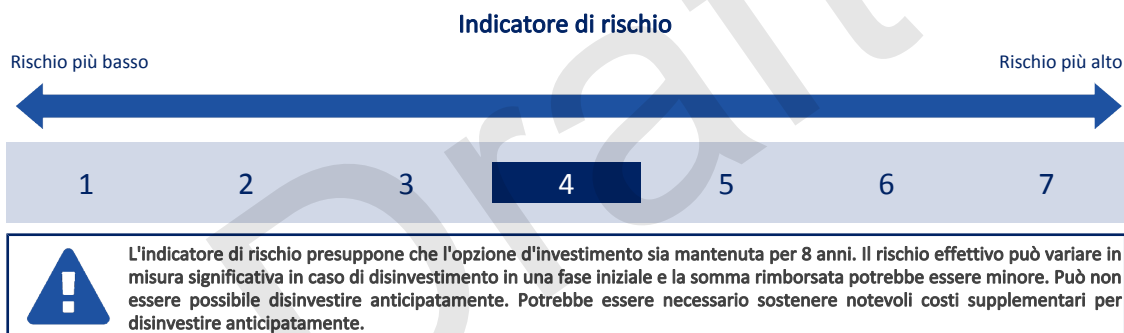 Indicatore di rischio
Rischio più basso
Rischio più alto
1 2 3 4 5 6 7
L'indicatore di rischio presuppone che l'opzione d'investimento sia mantenuta per 8 anni. Il rischio effettivo può variare in
misura significativa in caso di disinvestimento in una fase iniziale e la somma rimborsata potrebbe essere minore. Può non
essere possibile disinvestire anticipatamente. Potrebbe essere necessario sostenere notevoli costi supplementari per
disinvestire anticipatamente.
Draft